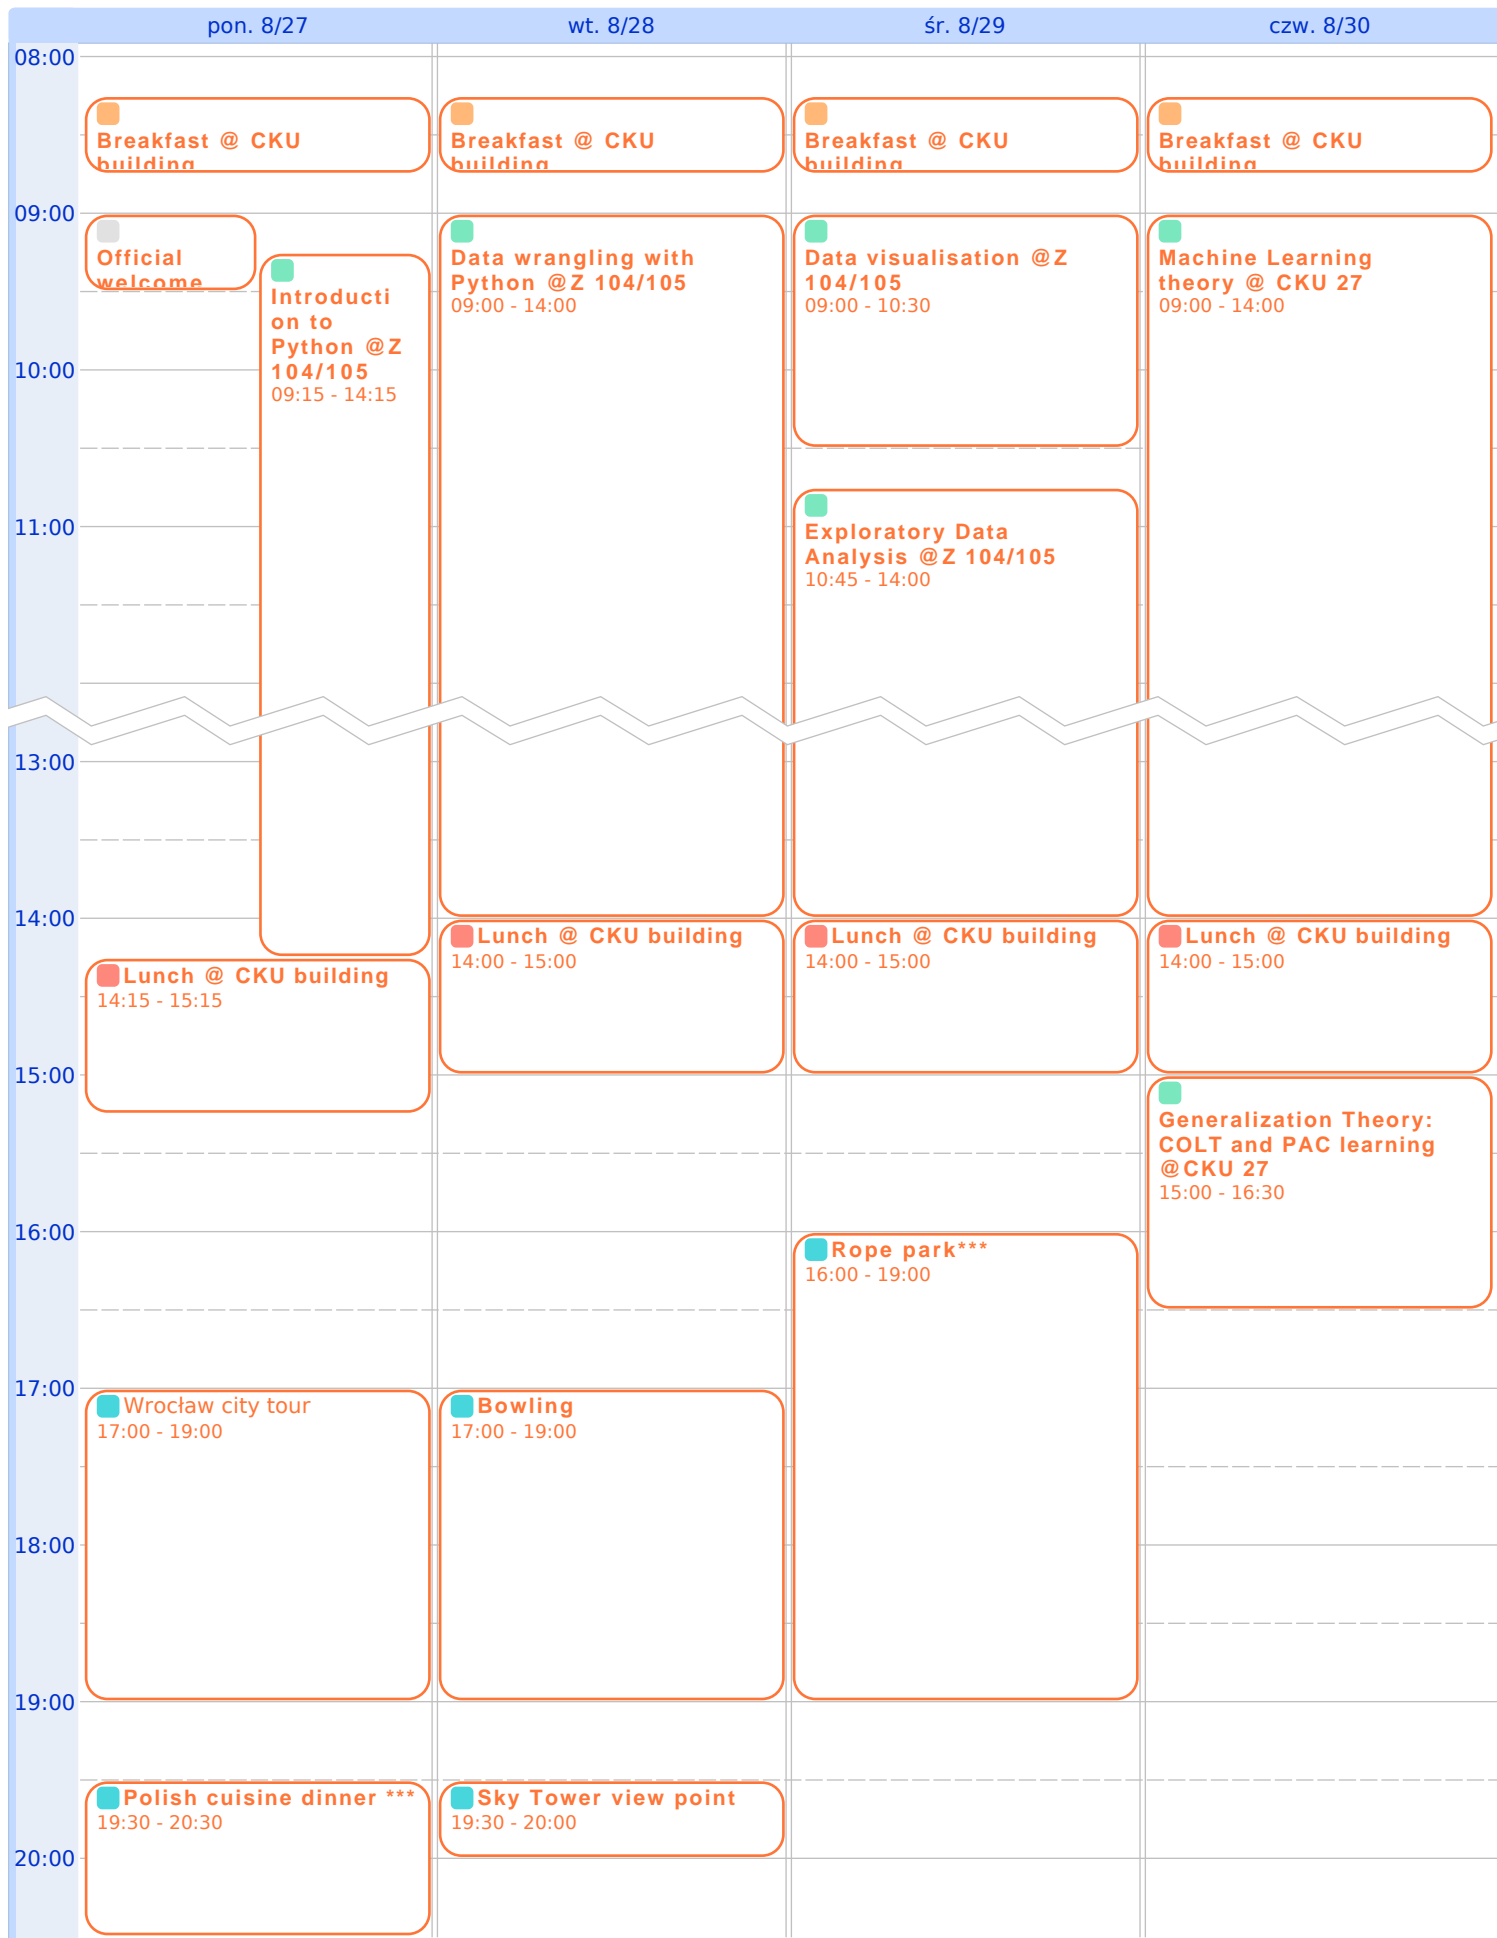 pon. 8/27
wt. 8/28
śr. 8/29
czw. 8/30
08:00
09:00
10:00
11:00
13:00
14:00
15:00
16:00
17:00
18:00
19:00
20:00
Breakfast @ CKU
building
Official
welcome
Introducti
on to
Python @Z
104/105
09:15 - 14:15
Lunch @ CKU building
14:15 - 15:15
Wrocław city tour
17:00 - 19:00
Polish cuisine dinner ***
19:30 - 20:30
Breakfast @ CKU
building
Data wrangling with
Python @Z 104/105
09:00 - 14:00
Lunch @ CKU building
14:00 - 15:00
Bowling
17:00 - 19:00
Sky Tower view point
19:30 - 20:00
Breakfast @ CKU
building
Data visualisation @Z
104/105
09:00 - 10:30
Exploratory Data
Analysis @Z 104/105
10:45 - 14:00
Lunch @ CKU building
14:00 - 15:00
Rope park***
16:00 - 19:00
Breakfast @ CKU
building
Machine Learning
theory @ CKU 27
09:00 - 14:00
Lunch @ CKU building
14:00 - 15:00
Generalization Theory:
COLT and PAC learning
@CKU 27
15:00 - 16:30